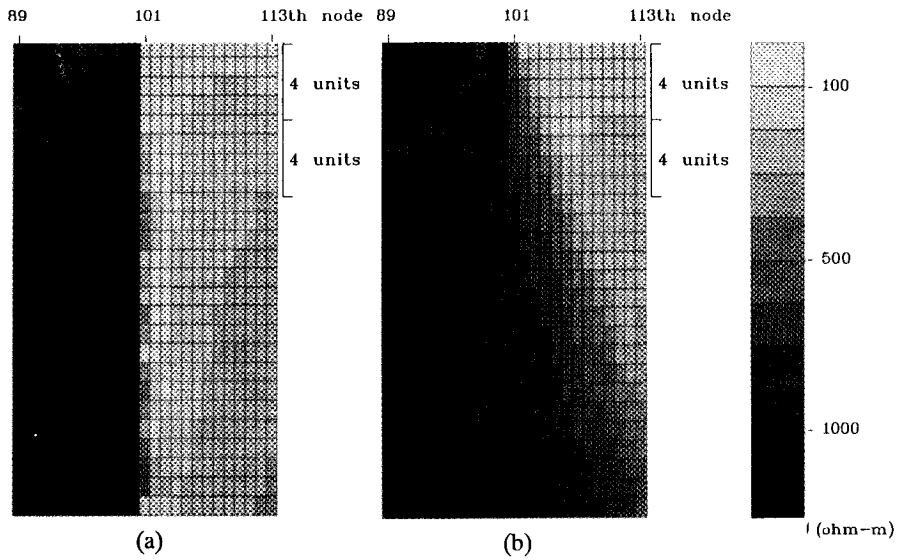 89 101 113th node
89 101 113th node
4 units
4 units
4 units
4 units
100
500
1000
(ohm-m)
(a)
(b)